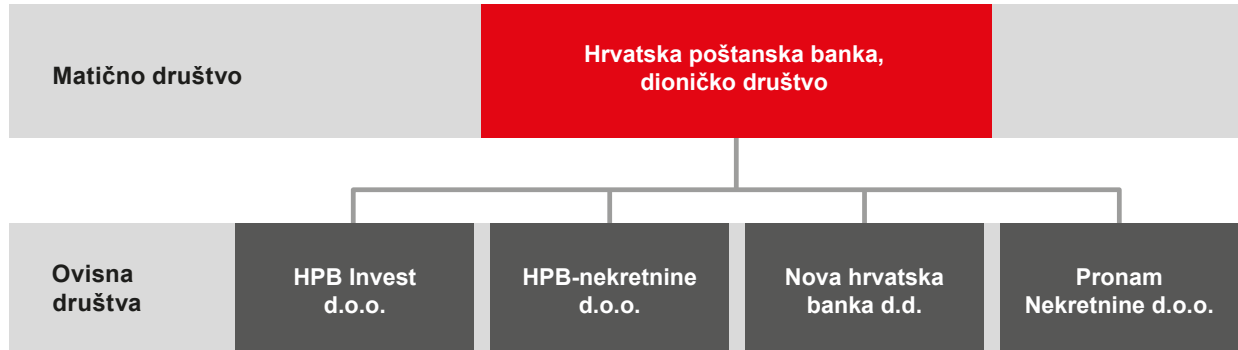 Matično društvo
Hrvatska poštanska banka,
dioničko društvo
Ovisna
društva
HPB Invest
d.o.o.
HPB-nekretnine
d.o.o.
Nova hrvatska
banka d.d.
Pronam
Nekretnine d.o.o.